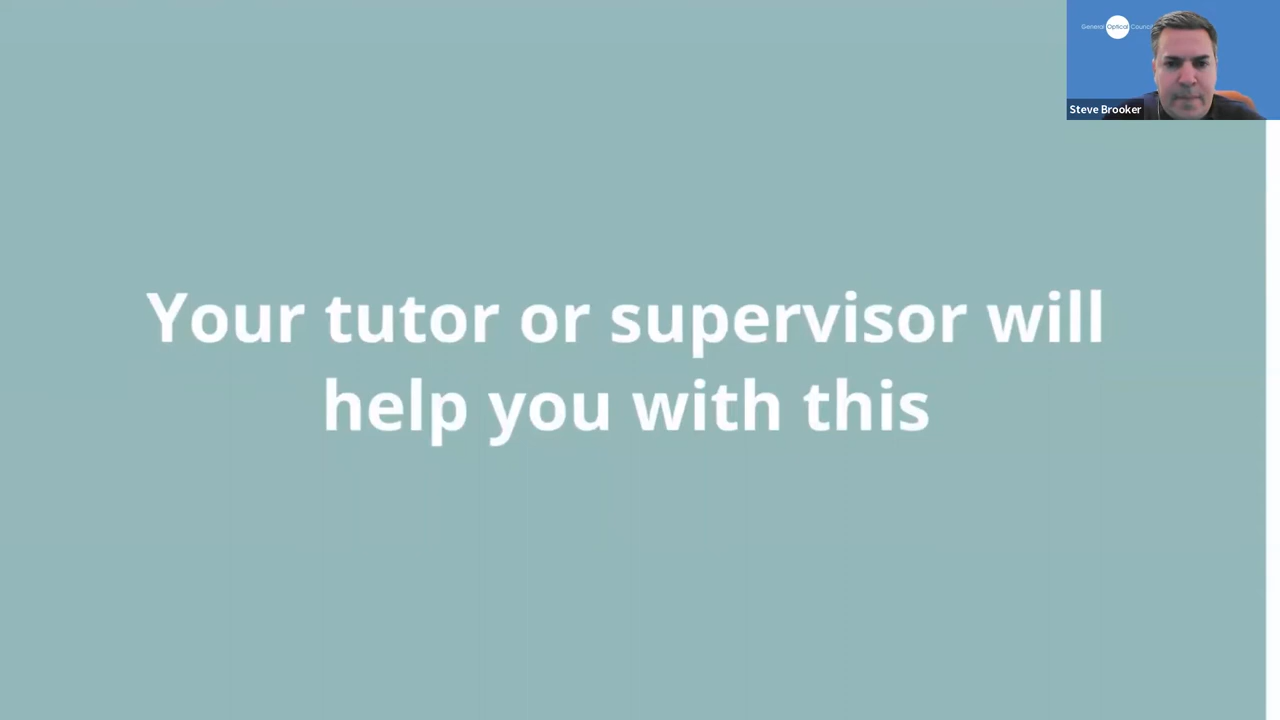 General Optical Council
Steve Brooker
Your tutor or supervisor will
help you with this